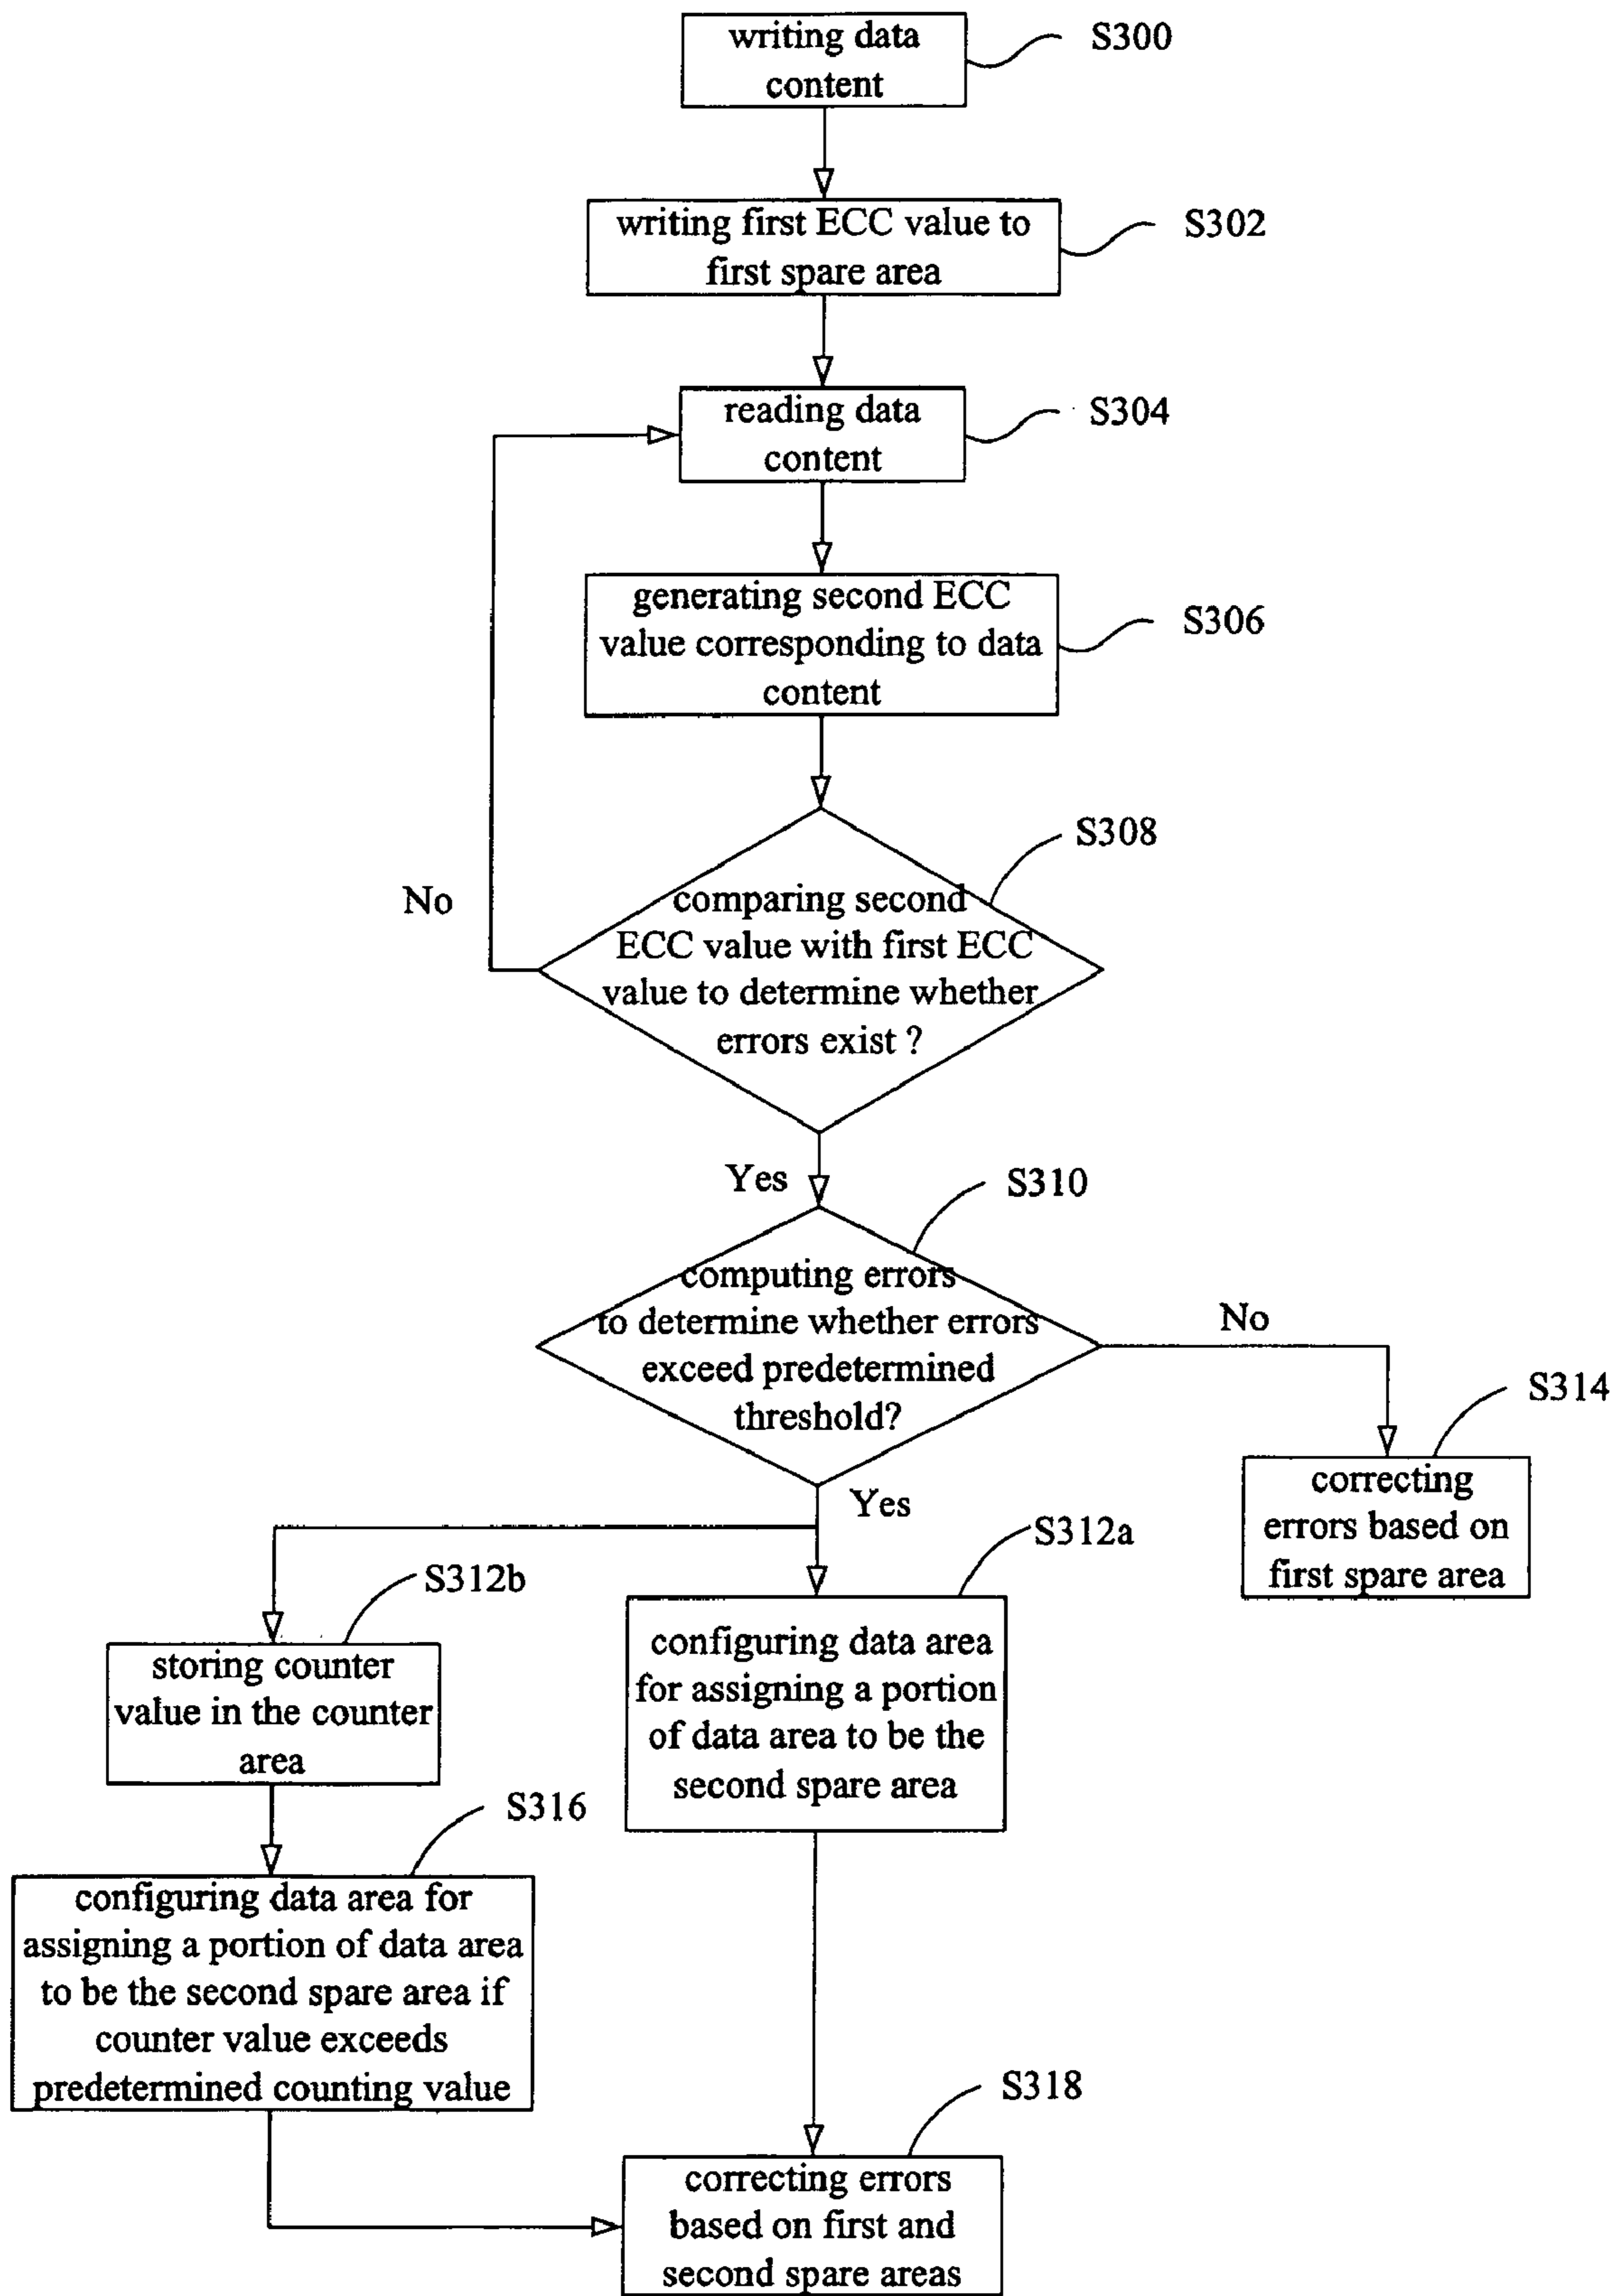 writing data
content
S300
writing first ECC value to
first spare area
S302
reading data
content
S304
generating second ECC
value corresponding to data
content
S306
S308
No
comparing second
ECC value with first ECC
value to determine whether
errors exist ?
Yes
S310
computing errors
to determine whether errors
exceed predetermined
threshold?
No
S314
correcting
errors based on
first spare area
Yes
S312a
S312b
configuring data area
for assigning a portion
of data area to be the
second spare area
storing counter
value in the counter
area
S316
configuring data area for
assigning a portion of data area
to be the second spare area if
counter value exceeds
predetermined counting value
S318
correcting errors
based on first and
second spare areas